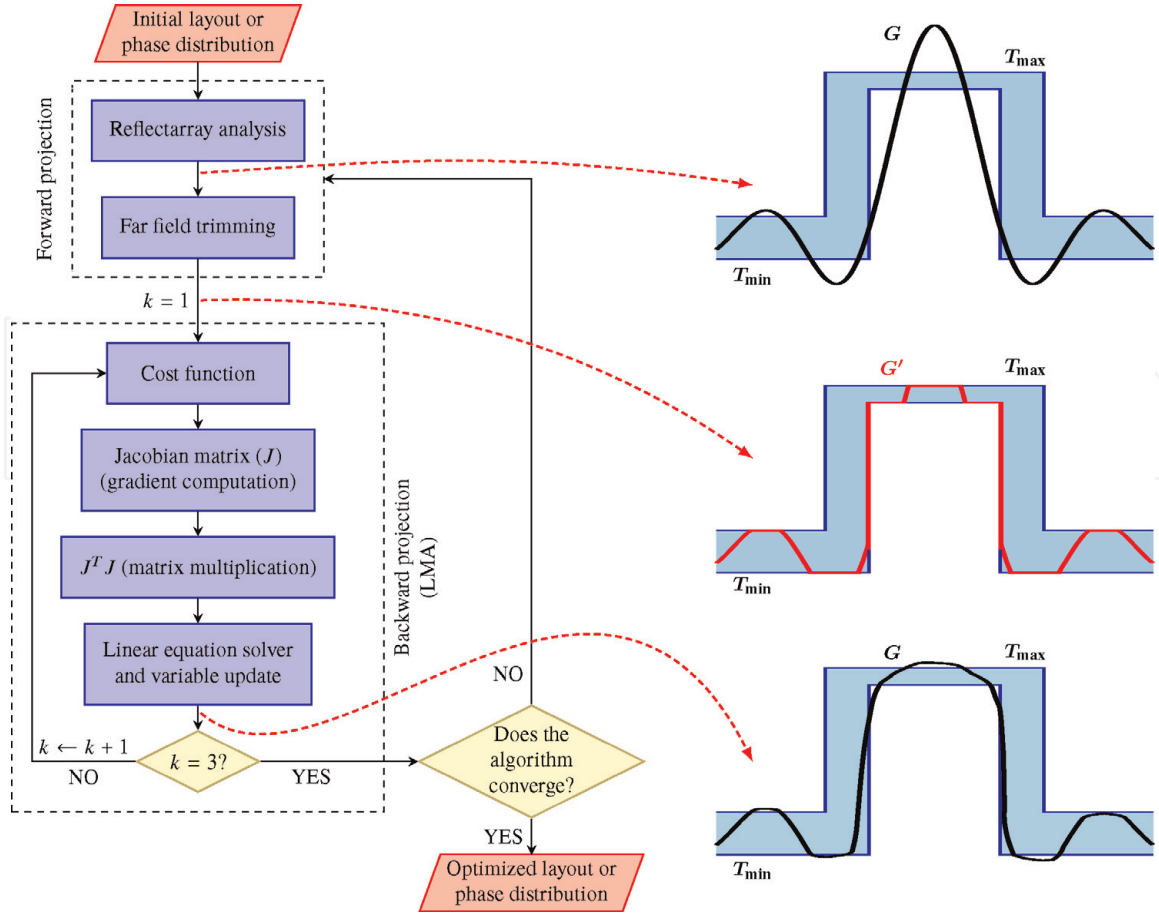 Initial layout or
phase distribution
Forward projection
Reflectarray analysis
Far field trimming
k = 1
Cost function
Jacobian matrix (J)
(gradient computation)
J^T J (matrix multiplication)
Linear equation solver
and variable update
Backward projection
(LMA)
k ← k + 1
NO
k = 3?
YES
NO
Does the
algorithm
converge?
YES
Optimized layout or
phase distribution
G
T_max
T_min
G′
T_max
T_min
G
T_max
T_min